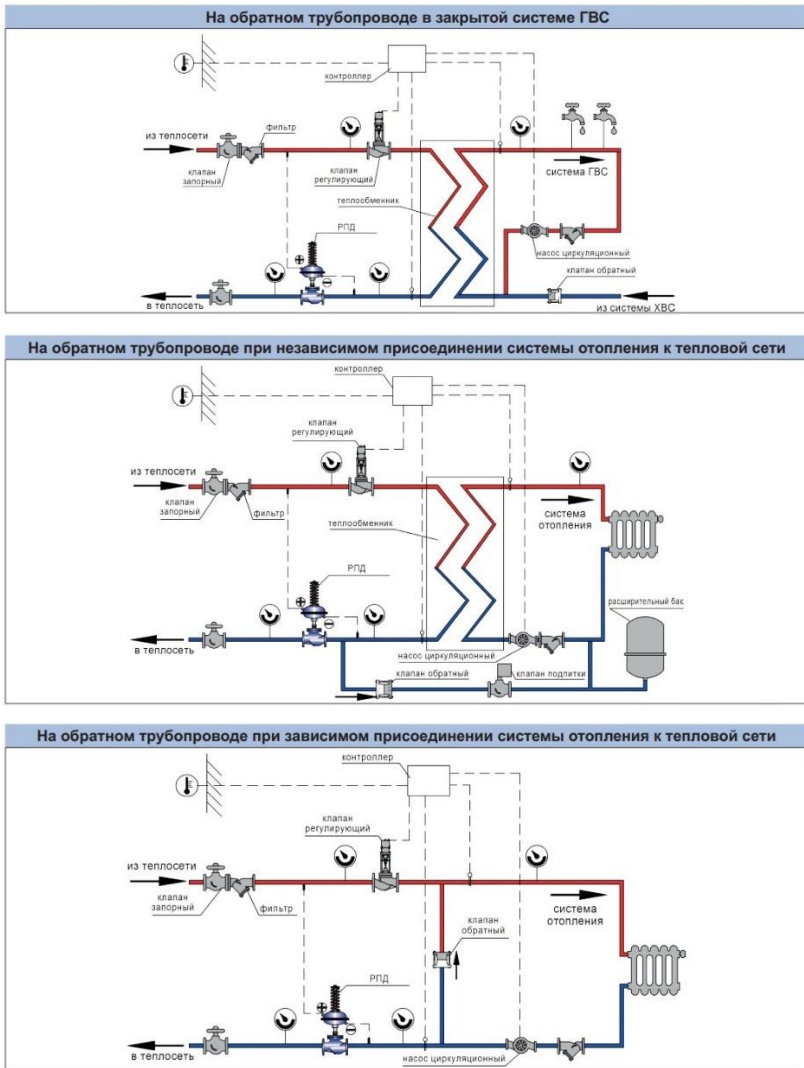 На обратном трубопроводе в закрытой системе ГВС
контроллер
фильтр
из теплосети
клапан
запорный
клапан
регулирующий
система ГВС
теплообменник
РПД
насос циркуляционный
клапан обратный
в теплосеть
из системы ХВС
На обратном трубопроводе при независимом присоединении системы отопления к тепловой сети
контроллер
клапан
регулирующий
из теплосети
клапан
запорный
фильтр
система
отопления
теплообменник
РПД
расширительный бак
в теплосеть
насос циркуляционный
клапан обратный
клапан подпитки
На обратном трубопроводе при зависимом присоединении системы отопления к тепловой сети
контроллер
клапан
регулирующий
из теплосети
клапан
запорный
фильтр
система
отопления
клапан
обратный
РПД
в теплосеть
насос циркуляционный